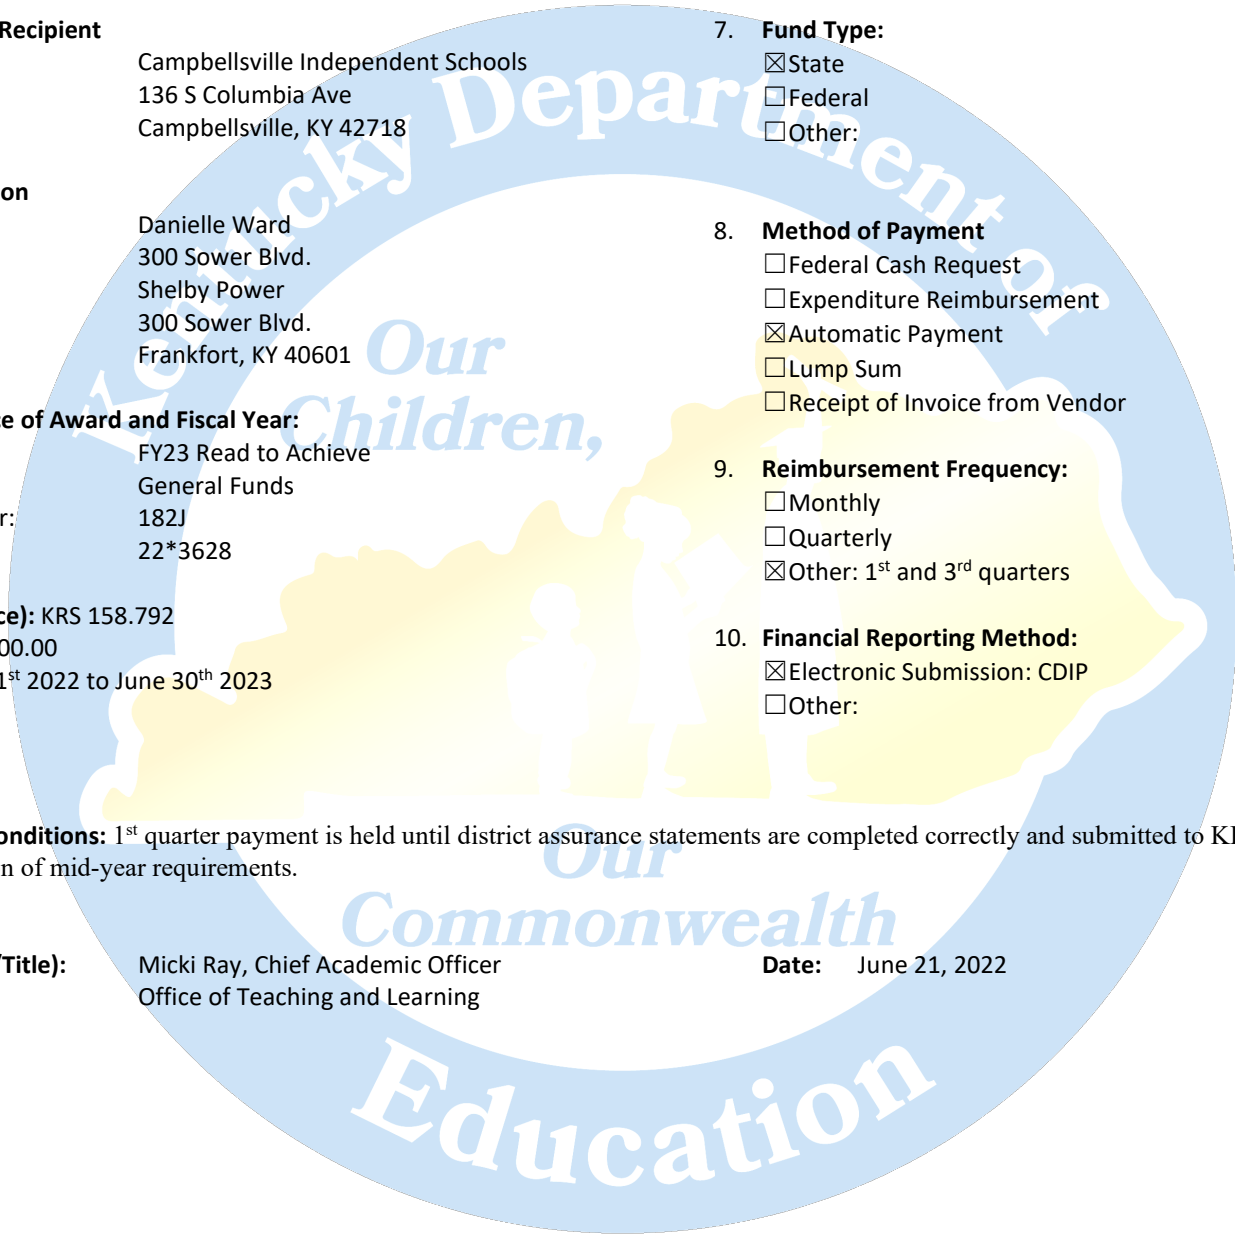 Recipient
Campbellsville Independent Schools
136 S Columbia Ave
Campbellsville, KY 42718
on
Danielle Ward
300 Sower Blvd.
Shelby Power
300 Sower Blvd.
Frankfort, KY 40601
e of Award and Fiscal Year:
FY23 Read to Achieve
General Funds
r: 182J
22*3628
ce): KRS 158.792
00.00
1st 2022 to June 30th 2023
7. Fund Type:
☒State
☐Federal
☐Other:
8. Method of Payment
☐Federal Cash Request
☐Expenditure Reimbursement
☒Automatic Payment
☐Lump Sum
☐Receipt of Invoice from Vendor
9. Reimbursement Frequency:
☐Monthly
☐Quarterly
☒Other: 1st and 3rd quarters
10. Financial Reporting Method:
☒Electronic Submission: CDIP
☐Other:
onditions: 1st quarter payment is held until district assurance statements are completed correctly and submitted to K
n of mid-year requirements.
/Title): Micki Ray, Chief Academic Officer Date: June 21, 2022
Office of Teaching and Learning
Kentucky Department of
Education
Our
Children,
Our
Commonwealth